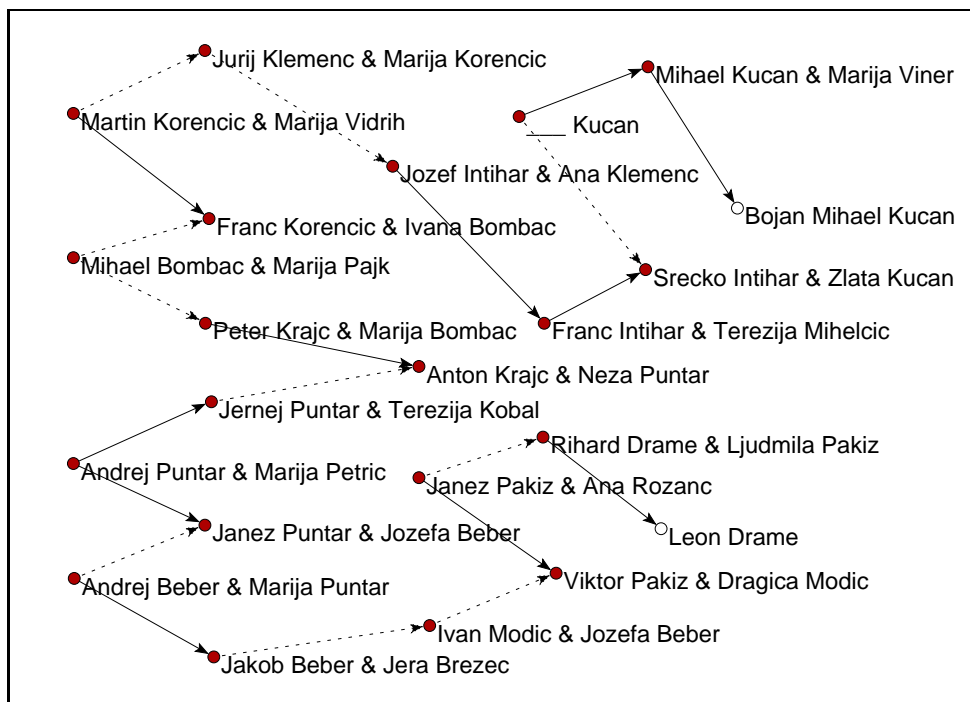 Jurij Klemenc & Marija Korencic
Mihael Kucan & Marija Viner
Martin Korencic & Marija Vidrih
___ Kucan
Jozef Intihar & Ana Klemenc
Bojan Mihael Kucan
Franc Korencic & Ivana Bombac
Mihael Bombac & Marija Pajk
Srecko Intihar & Zlata Kucan
Peter Krajc & Marija Bombac
Franc Intihar & Terezija Mihelcic
Anton Krajc & Neza Puntar
Jernej Puntar & Terezija Kobal
Rihard Drame & Ljudmila Pakiz
Andrej Puntar & Marija Petric
Janez Pakiz & Ana Rozanc
Janez Puntar & Jozefa Beber
Leon Drame
Andrej Beber & Marija Puntar
Viktor Pakiz & Dragica Modic
Ivan Modic & Jozefa Beber
Jakob Beber & Jera Brezec